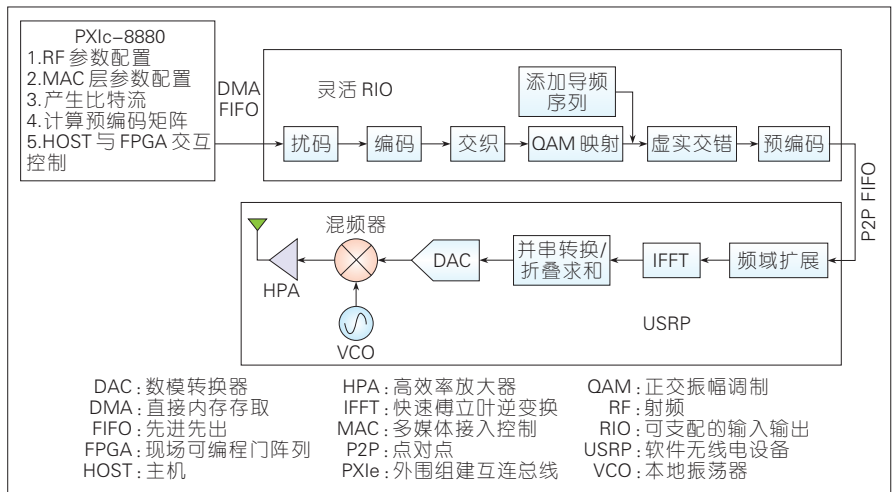 PXIc-8880
1.RF 参数配置
2.MAC 层参数配置
3.产生比特流
4.计算预编码矩阵
5.HOST 与 FPGA 交互
控制
DMA
FIFO
灵活 RIO
添加导频
序列
扰码
编码
交织
QAM 映射
虚实交错
预编码
P2P FIFO
混频器
HPA
VCO
DAC
并串转换/
折叠求和
IFFT
频域扩展
USRP
DAC:数模转换器
HPA:高效率放大器
QAM:正交振幅调制
DMA:直接内存存取
IFFT:快速傅立叶逆变换
RF:射频
FIFO:先进先出
MAC:多媒体接入控制
RIO:可支配的输入输出
FPGA:现场可编程门阵列
P2P:点对点
USRP:软件无线电设备
HOST:主机
PXIe:外围组建互连总线
VCO:本地振荡器